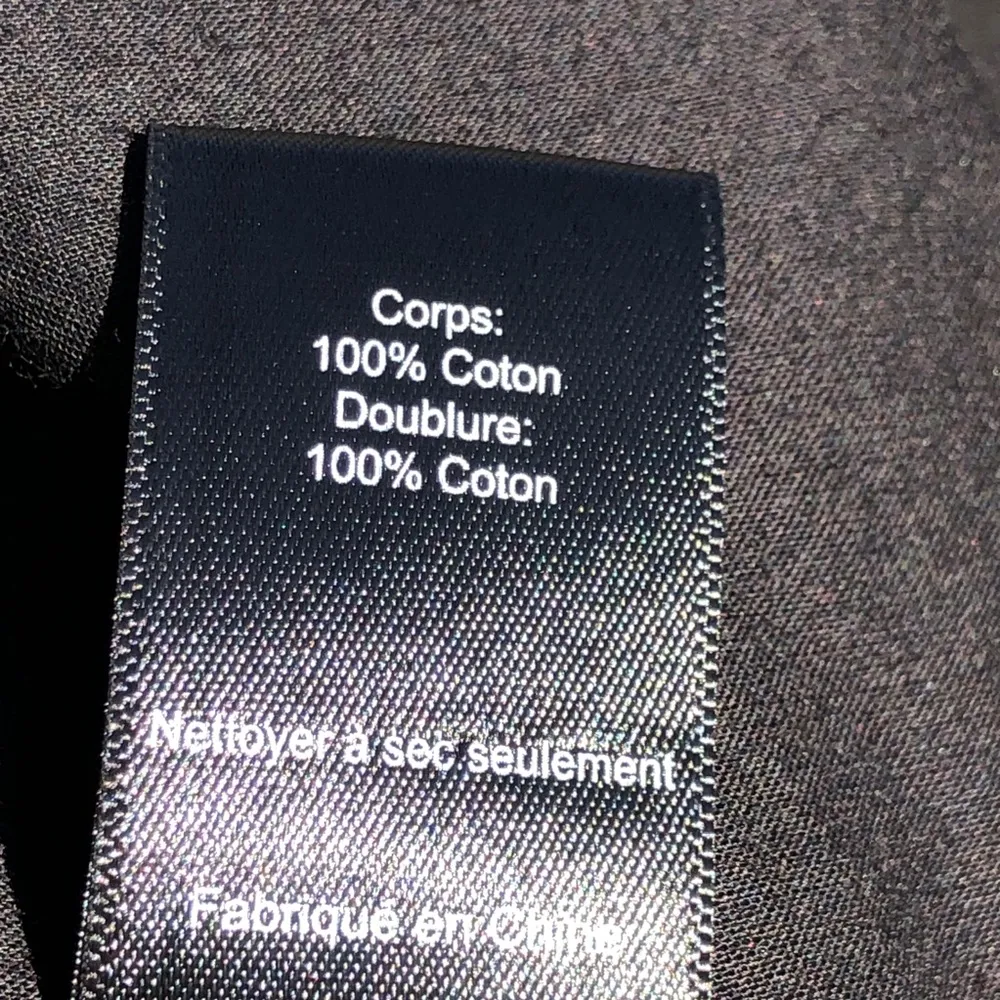 Corps:
100% Coton
Doublure:
100% Coton
Nettoyer à sec seulement
Fabriqué en Chine